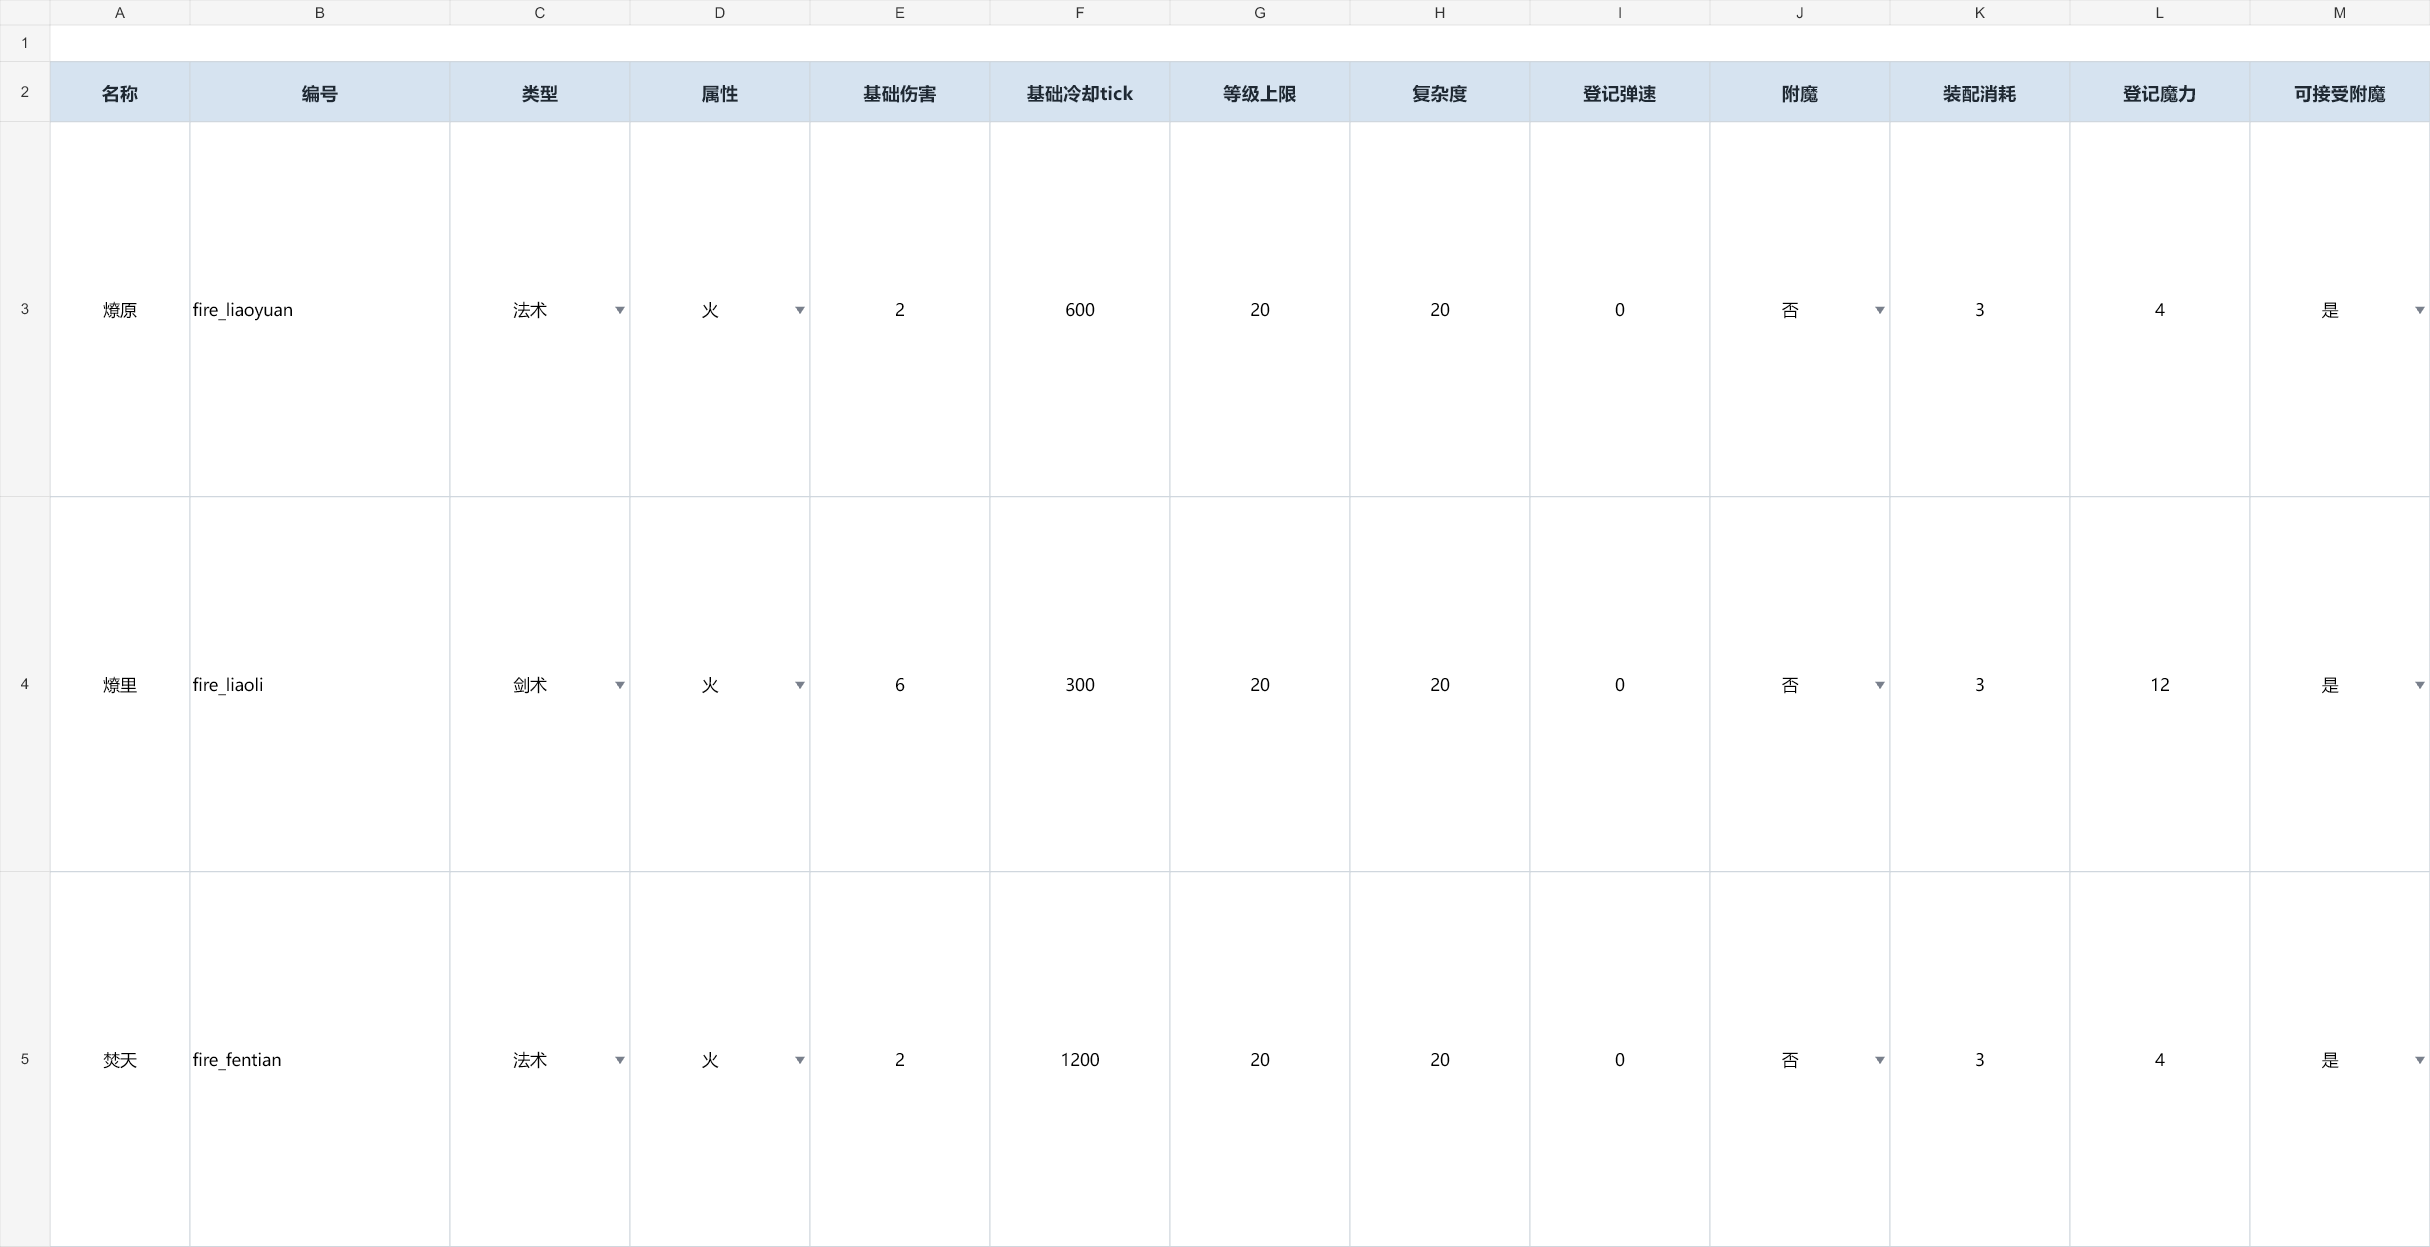 A B C D E F G H I J K L M
1
2 名称 编号 类型 属性 基础伤害 基础冷却tick 等级上限 复杂度 登记弹速 附魔 装配消耗 登记魔力 可接受附魔
3 燎原 fire_liaoyuan 法术 火 2 600 20 20 0 否 3 4 是
4 燎里 fire_liaoli 剑术 火 6 300 20 20 0 否 3 12 是
5 焚天 fire_fentian 法术 火 2 1200 20 20 0 否 3 4 是